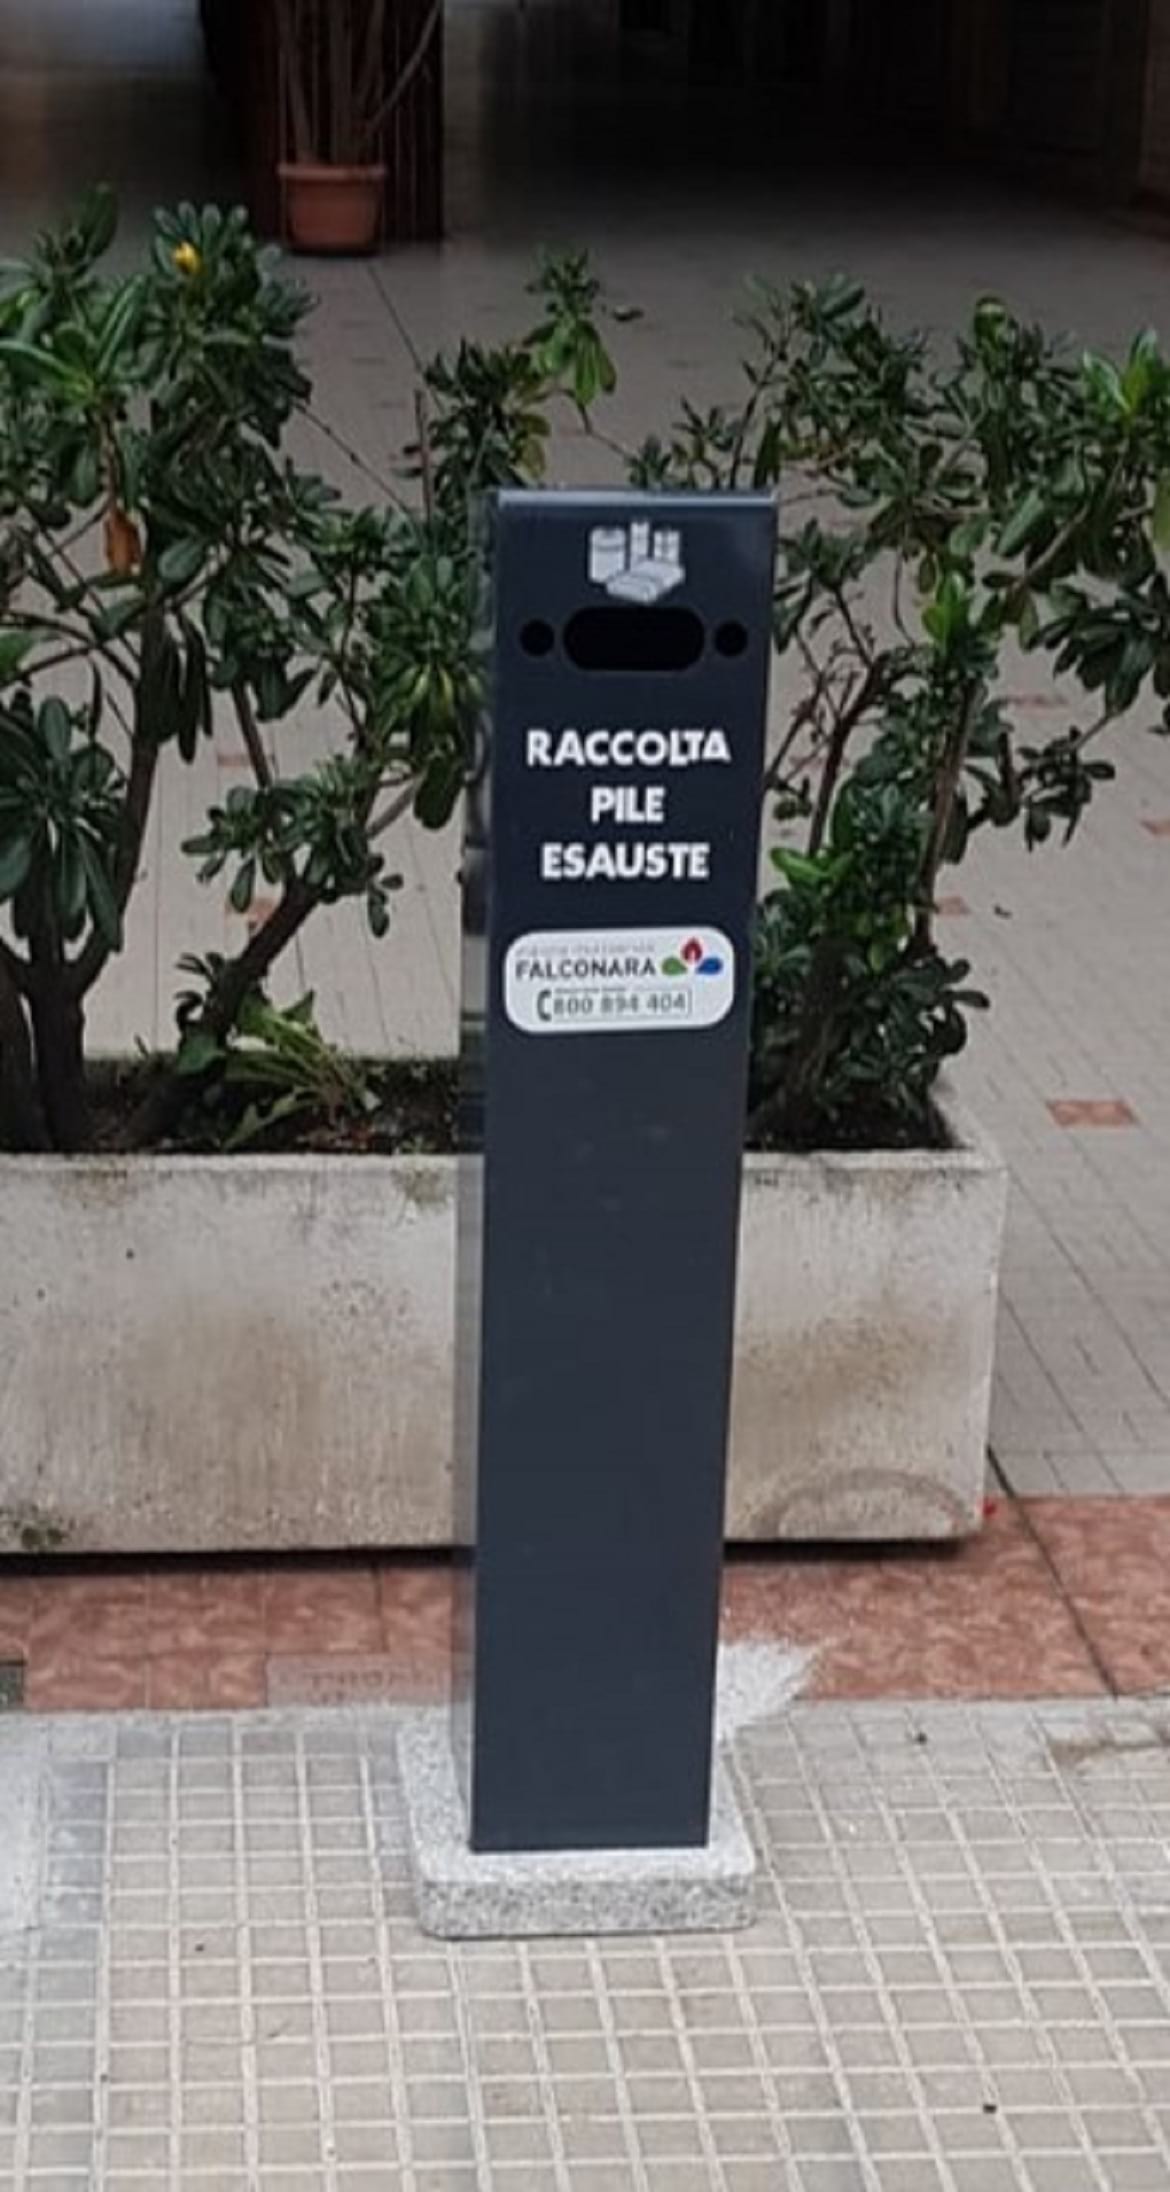 RACCOLTA
PILE
ESAUSTE
FALCONARA
800 894 404